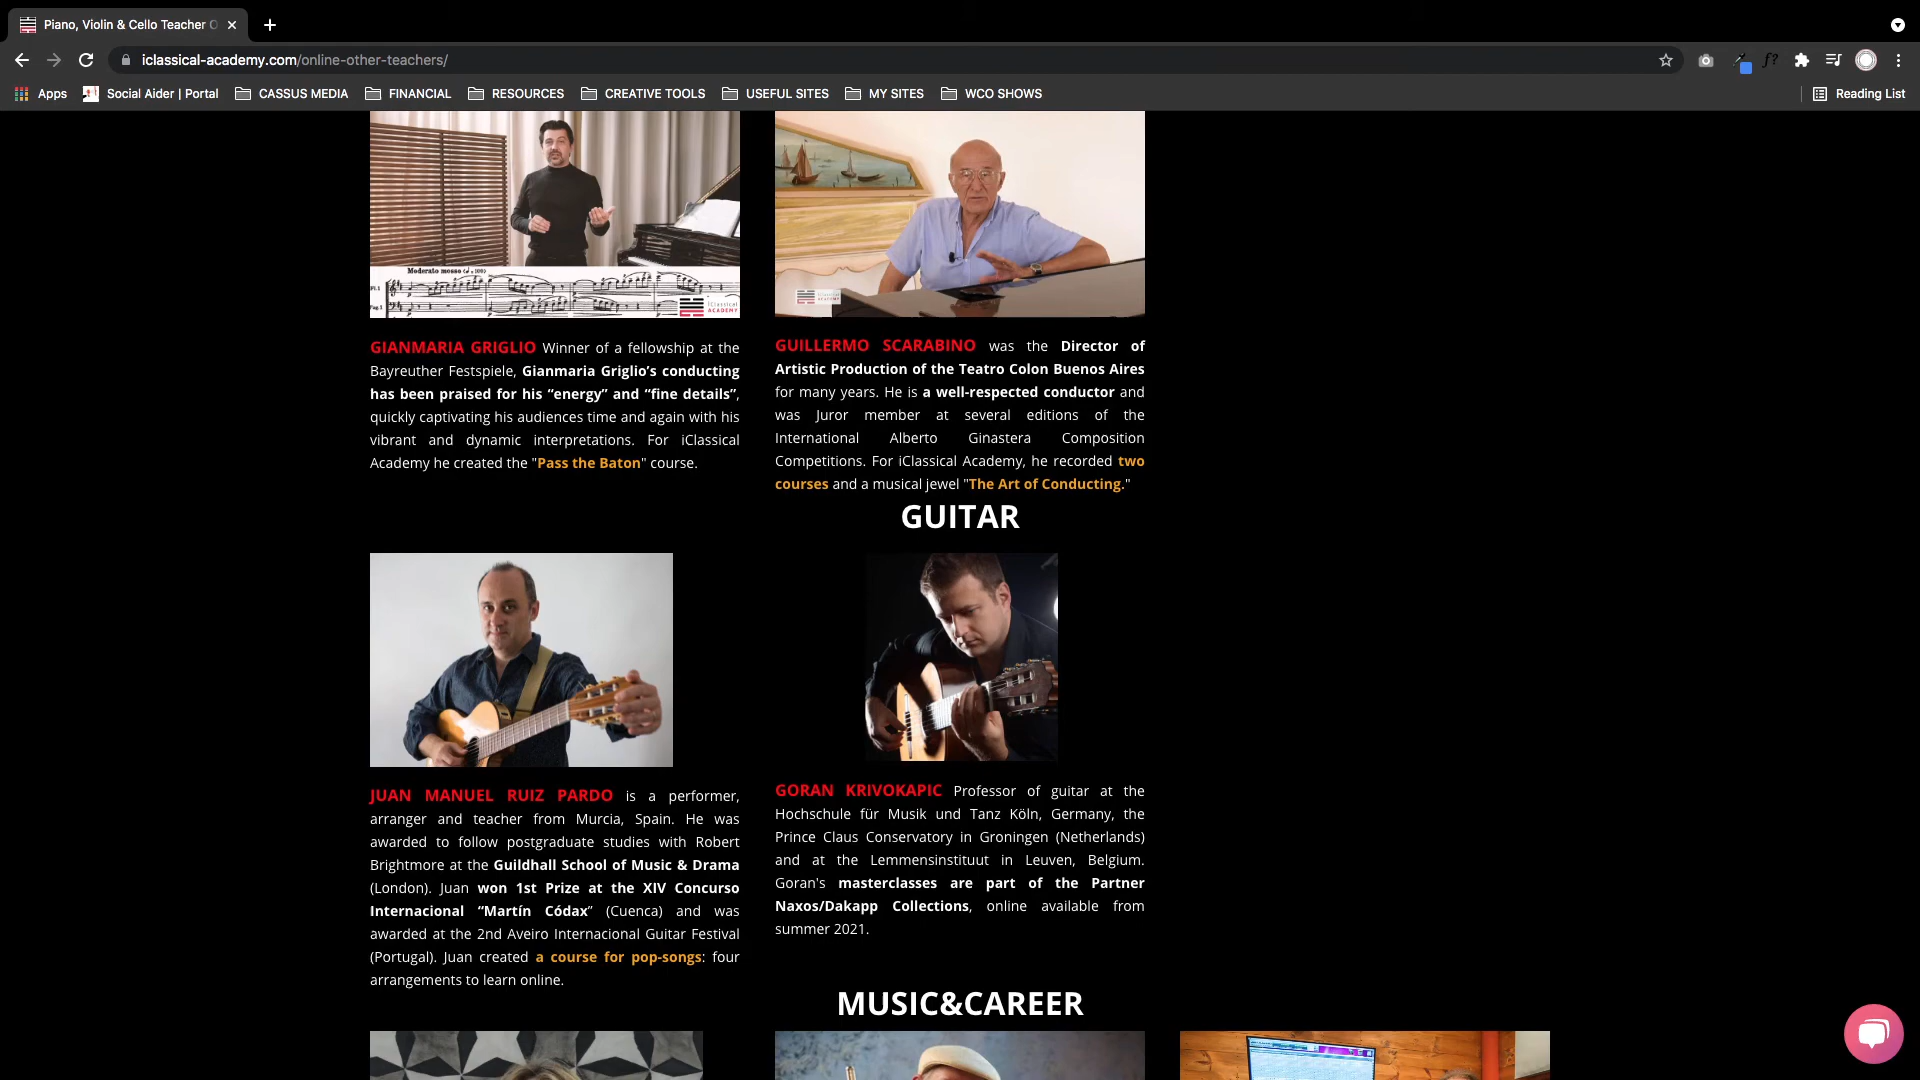 Piano, Violin & Cello Teacher O
iclassical-academy.com/online-other-teachers/
Apps
Social Aider | Portal
CASSUS MEDIA
FINANCIAL
RESOURCES
CREATIVE TOOLS
USEFUL SITES
MY SITES
WCO SHOWS
Reading List
Moderato mosso
iClassical
ACADEMY
GIANMARIA GRIGLIO Winner of a fellowship at the
Bayreuther Festspiele, Gianmaria Griglio’s conducting
has been praised for his “energy” and “fine details”,
quickly captivating his audiences time and again with his
vibrant and dynamic interpretations. For iClassical
Academy he created the "Pass the Baton" course.
GUILLERMO SCARABINO was the Director of
Artistic Production of the Teatro Colon Buenos Aires
for many years. He is a well-respected conductor and
was Juror member at several editions of the
International Alberto Ginastera Composition
Competitions. For iClassical Academy, he recorded two
courses and a musical jewel "The Art of Conducting."
GUITAR
JUAN MANUEL RUIZ PARDO is a performer,
arranger and teacher from Murcia, Spain. He was
awarded to follow postgraduate studies with Robert
Brightmore at the Guildhall School of Music & Drama
(London). Juan won 1st Prize at the XIV Concurso
Internacional “Martín Códax” (Cuenca) and was
awarded at the 2nd Aveiro Internacional Guitar Festival
(Portugal). Juan created a course for pop-songs: four
arrangements to learn online.
GORAN KRIVOKAPIC Professor of guitar at the
Hochschule für Musik und Tanz Köln, Germany, the
Prince Claus Conservatory in Groningen (Netherlands)
and at the Lemmensinstituut in Leuven, Belgium.
Goran's masterclasses are part of the Partner
Naxos/Dakapp Collections, online available from
summer 2021.
MUSIC&CAREER